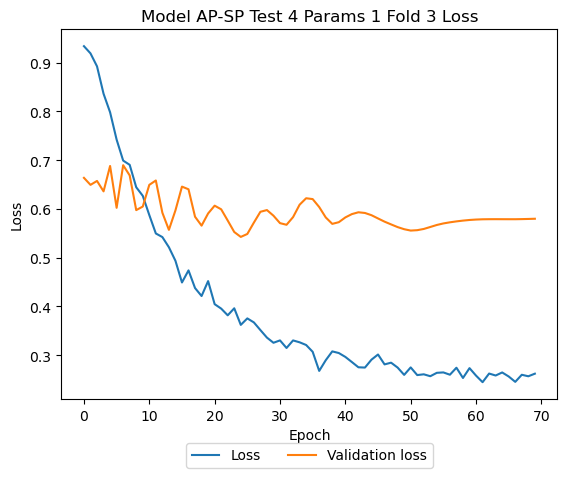 Model AP-SP Test 4 Params 1 Fold 3 Loss
0.9
0.8
0.7
0.6
0.5
0.4
0.3
Loss
0 10 20 30 40 50 60 70
Epoch
Loss Validation loss